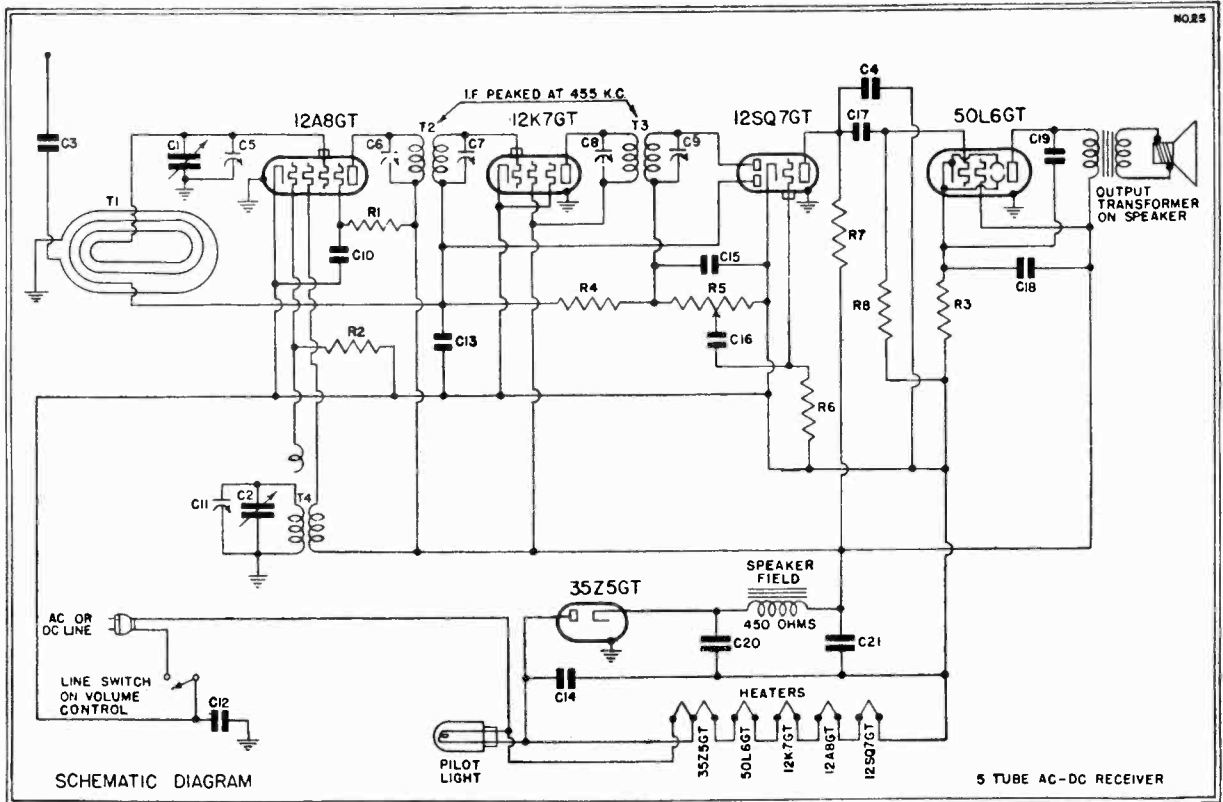 NO.25
I.F PEAKED AT 455 K.C.
12A8GT
T2
12K7GT
T3
12SQ7GT
C4
50L6GT
C3
C1
C5
C6
C7
C8
C9
C17
C19
T1
R1
C10
R7
OUTPUT
TRANSFORMER
ON SPEAKER
C15
R4
R5
C18
R2
C13
C16
R8
R3
R6
C11
C2
T4
35Z5GT
SPEAKER
FIELD
450 OHMS
AC OR
DC LINE
C20
C21
LINE SWITCH
ON VOLUME
CONTROL
C12
C14
HEATERS
PILOT
LIGHT
35Z5GT
50L6GT
12K7GT
12A8GT
12SQ7GT
SCHEMATIC DIAGRAM
5 TUBE AC-DC RECEIVER